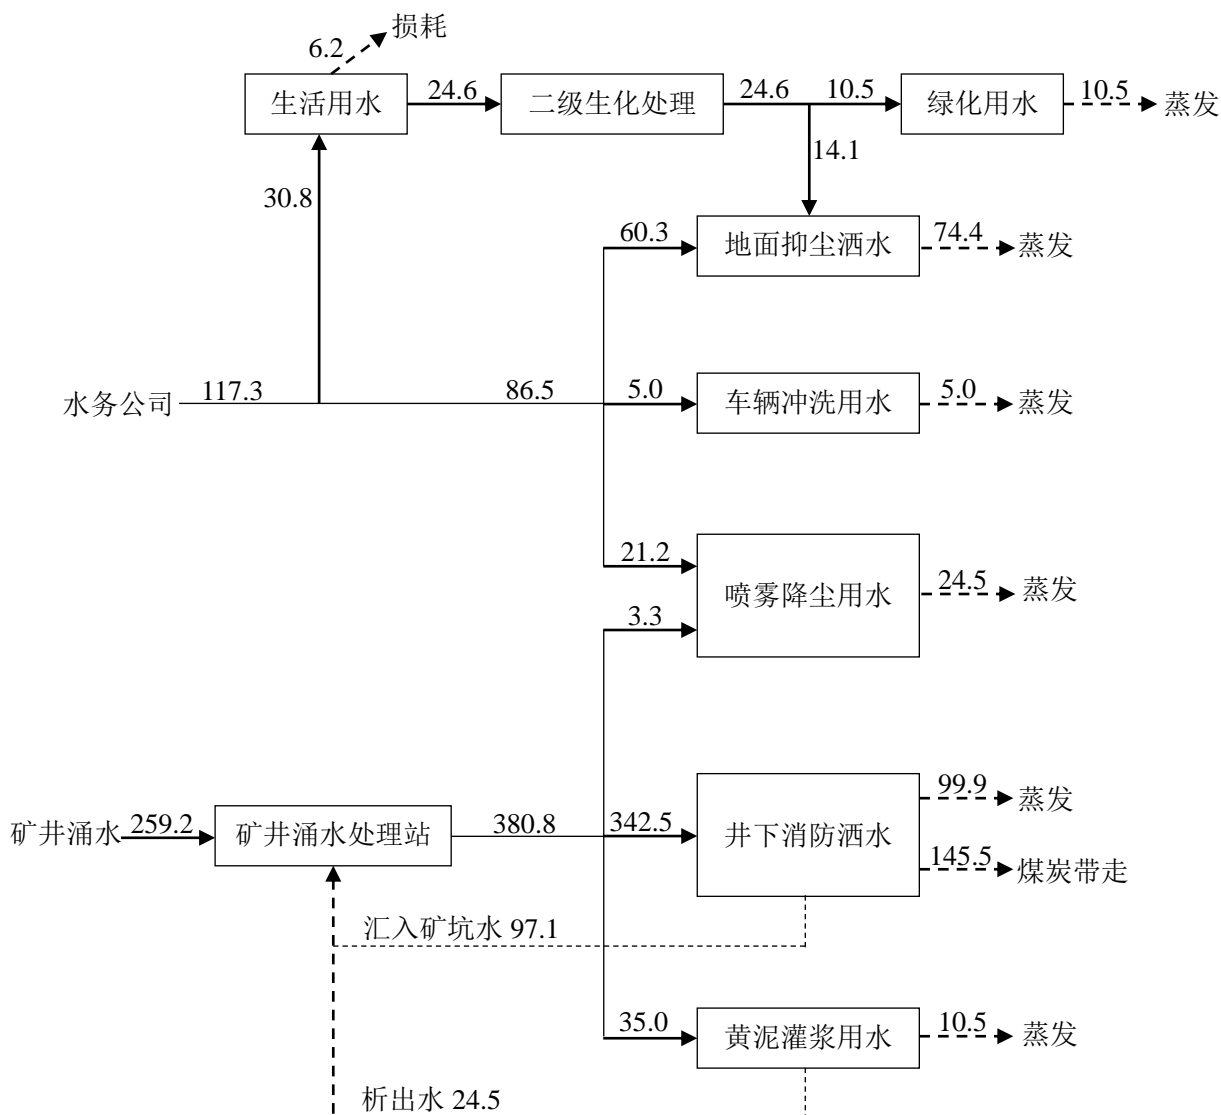 损耗
6.2
生活用水
24.6
二级生化处理
24.6
10.5
绿化用水
10.5
蒸发
14.1
30.8
60.3
地面抑尘洒水
74.4
蒸发
水务公司
117.3
86.5
5.0
车辆冲洗用水
5.0
蒸发
21.2
喷雾降尘用水
24.5
蒸发
3.3
矿井涌水
259.2
矿井涌水处理站
380.8
342.5
井下消防洒水
99.9
蒸发
145.5
煤炭带走
汇入矿坑水 97.1
35.0
黄泥灌浆用水
10.5
蒸发
析出水 24.5